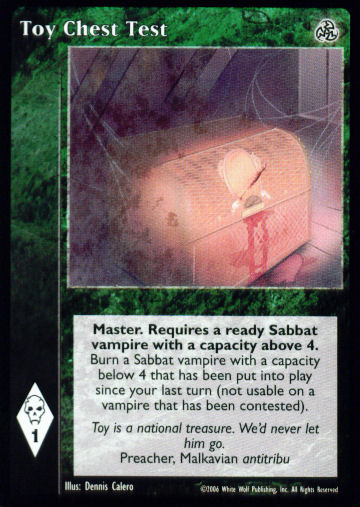 Toy Chest Test
Master. Requires a ready Sabbat
vampire with a capacity above 4.
Burn a Sabbat vampire with a capacity
below 4 that has been put into play
since your last turn (not usable on a
vampire that has been contested).
Toy is a national treasure. We'd never let
him go.
Preacher, Malkavian antitribu
1
Illus: Dennis Calero
©2006 White Wolf Publishing, Inc. All Rights Reserved